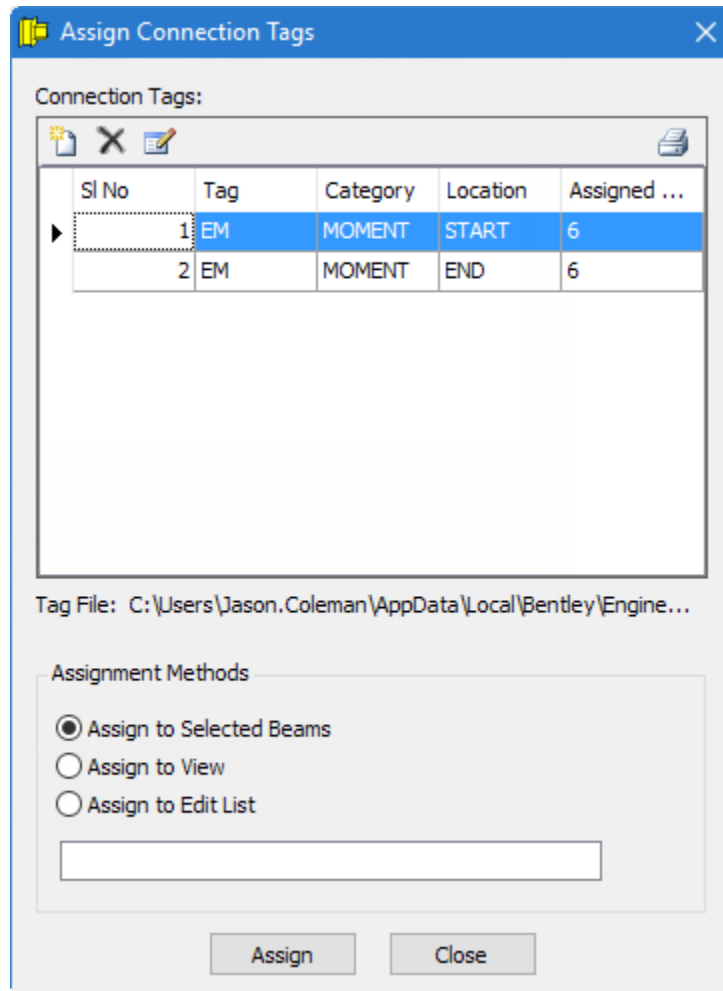 Assign Connection Tags
Connection Tags:
Sl No Tag Category Location Assigned ...
1 EM MOMENT START 6
2 EM MOMENT END 6
Tag File: C:\Users\Jason.Coleman\AppData\Local\Bentley\Engine...
Assignment Methods
Assign to Selected Beams
Assign to View
Assign to Edit List
Assign Close